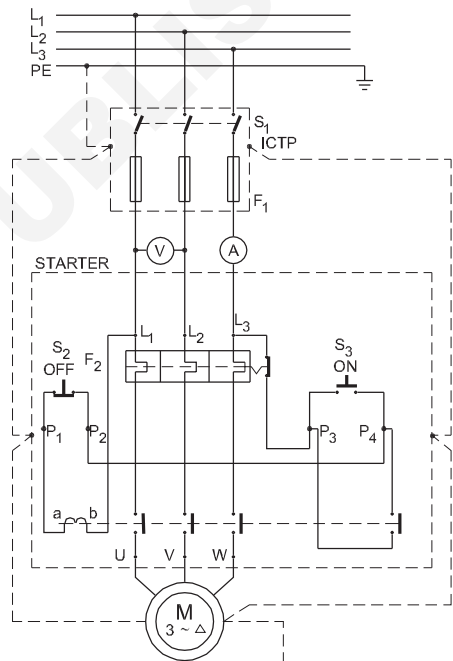 L1
L2
L3
PE
S1
ICTP
F1
V
A
STARTER
L1
L2
L3
S2
OFF
F2
S3
ON
P1
P2
P3
P4
a
b
U
V
W
M
3 ~ △
UBLIS